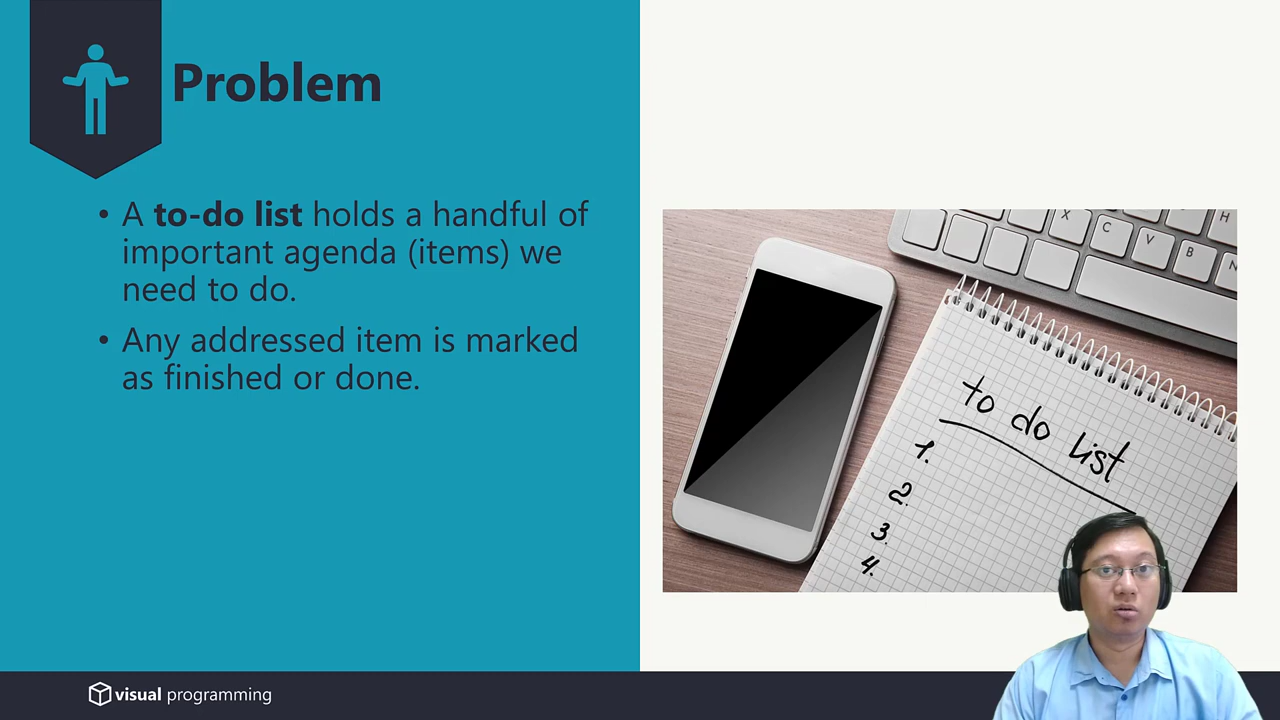 Problem
• A to-do list holds a handful of
important agenda (items) we
need to do.
• Any addressed item is marked
as finished or done.
X
C
V
B
N
H
to do list
1.
2.
3.
4.
visual programming